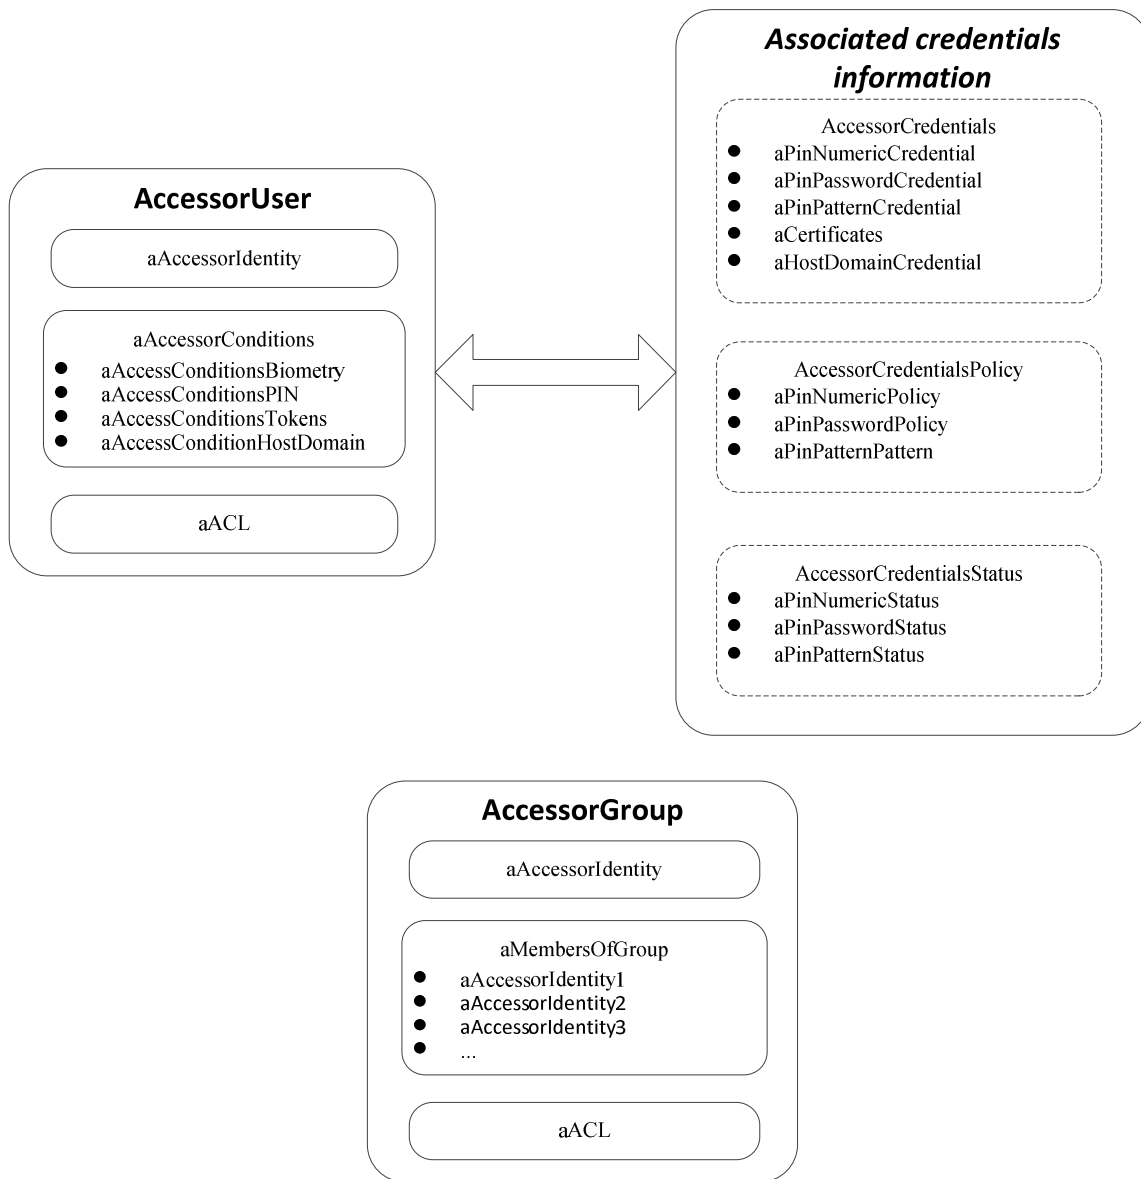 AccessorUser
aAccessorIdentity
aAccessorConditions
● aAccessConditionsBiometry
● aAccessConditionsPIN
● aAccessConditionsTokens
● aAccessConditionHostDomain
aACL
Associated credentials
information
AccessorCredentials
● aPinNumericCredential
● aPinPasswordCredential
● aPinPatternCredential
● aCertificates
● aHostDomainCredential
AccessorCredentialsPolicy
● aPinNumericPolicy
● aPinPasswordPolicy
● aPinPatternPattern
AccessorCredentialsStatus
● aPinNumericStatus
● aPinPasswordStatus
● aPinPatternStatus
AccessorGroup
aAccessorIdentity
aMembersOfGroup
● aAccessorIdentity1
● aAccessorIdentity2
● aAccessorIdentity3
● ...
aACL